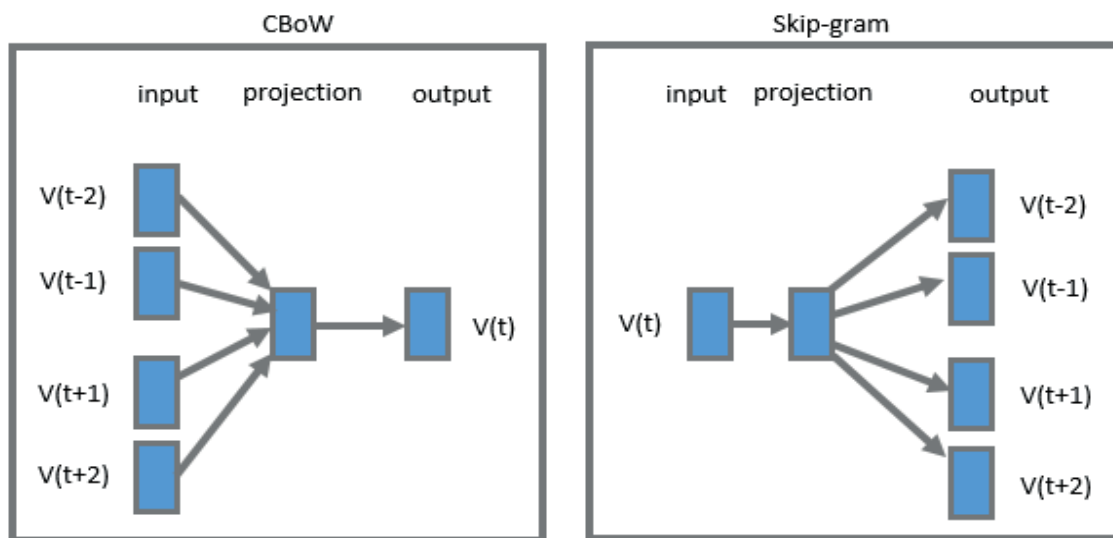 CBoW
input projection output
V(t-2)
V(t-1)
V(t)
V(t+1)
V(t+2)
Skip-gram
input projection output
V(t-2)
V(t-1)
V(t)
V(t+1)
V(t+2)